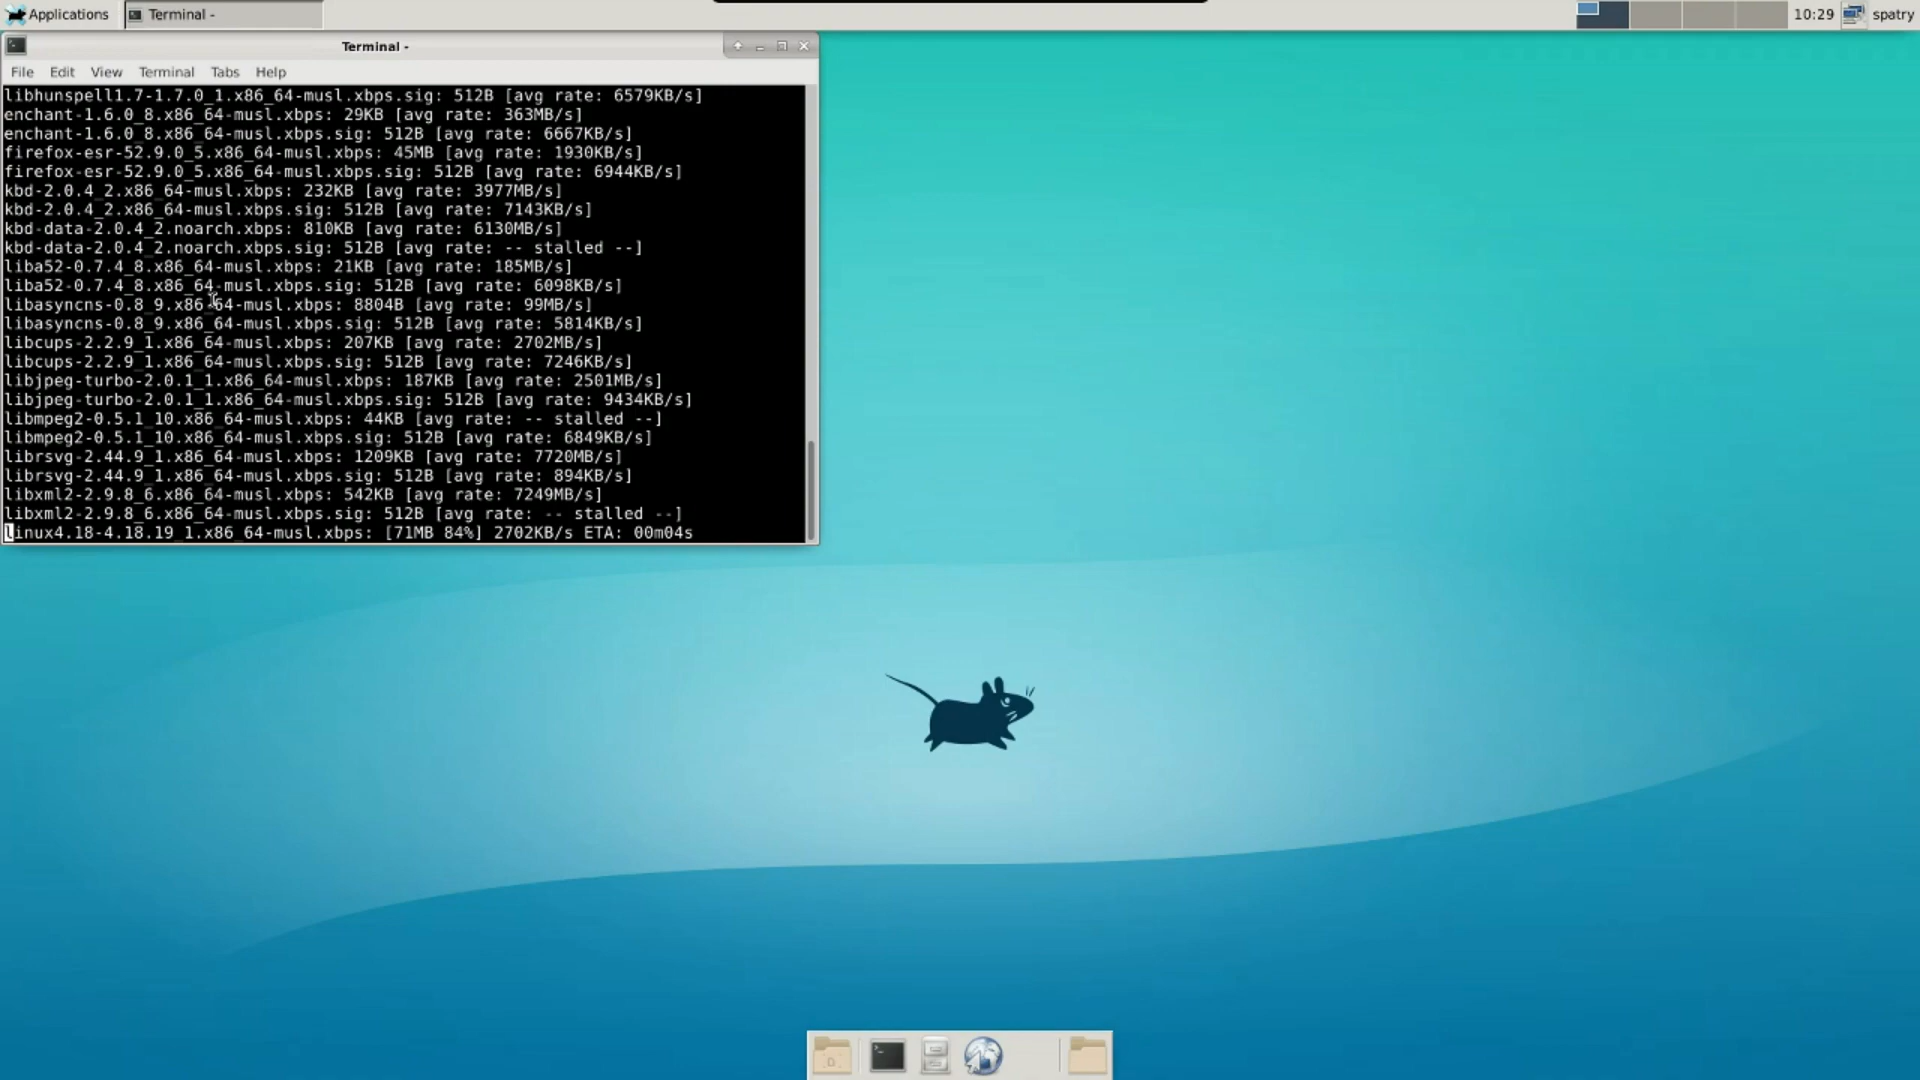 Applications
Terminal -
10:29
spatry
Terminal -
File Edit View Terminal Tabs Help
libhunspell1.7-1.7.0_1.x86_64-musl.xbps.sig: 512B [avg rate: 6579KB/s]
enchant-1.6.0_8.x86_64-musl.xbps: 29KB [avg rate: 363MB/s]
enchant-1.6.0_8.x86_64-musl.xbps.sig: 512B [avg rate: 6667KB/s]
firefox-esr-52.9.0_5.x86_64-musl.xbps: 45MB [avg rate: 1930KB/s]
firefox-esr-52.9.0_5.x86_64-musl.xbps.sig: 512B [avg rate: 6944KB/s]
kbd-2.0.4_2.x86_64-musl.xbps: 232KB [avg rate: 3977MB/s]
kbd-2.0.4_2.x86_64-musl.xbps.sig: 512B [avg rate: 7143KB/s]
kbd-data-2.0.4_2.noarch.xbps: 810KB [avg rate: 6130MB/s]
kbd-data-2.0.4_2.noarch.xbps.sig: 512B [avg rate: -- stalled --]
liba52-0.7.4_8.x86_64-musl.xbps: 21KB [avg rate: 185MB/s]
liba52-0.7.4_8.x86_64-musl.xbps.sig: 512B [avg rate: 6098KB/s]
libasyncns-0.8_9.x86_64-musl.xbps: 8804B [avg rate: 99MB/s]
libasyncns-0.8_9.x86_64-musl.xbps.sig: 512B [avg rate: 5814KB/s]
libcups-2.2.9_1.x86_64-musl.xbps: 207KB [avg rate: 2702MB/s]
libcups-2.2.9_1.x86_64-musl.xbps.sig: 512B [avg rate: 7246KB/s]
libjpeg-turbo-2.0.1_1.x86_64-musl.xbps: 187KB [avg rate: 2501MB/s]
libjpeg-turbo-2.0.1_1.x86_64-musl.xbps.sig: 512B [avg rate: 9434KB/s]
libmpeg2-0.5.1_10.x86_64-musl.xbps: 44KB [avg rate: -- stalled --]
libmpeg2-0.5.1_10.x86_64-musl.xbps.sig: 512B [avg rate: 6849KB/s]
librsvg-2.44.9_1.x86_64-musl.xbps: 1209KB [avg rate: 7720MB/s]
librsvg-2.44.9_1.x86_64-musl.xbps.sig: 512B [avg rate: 894KB/s]
libxml2-2.9.8_6.x86_64-musl.xbps: 542KB [avg rate: 7249MB/s]
libxml2-2.9.8_6.x86_64-musl.xbps.sig: 512B [avg rate: -- stalled --]
linux4.18-4.18.19_1.x86_64-musl.xbps: [71MB 84%] 2702KB/s ETA: 00m04s